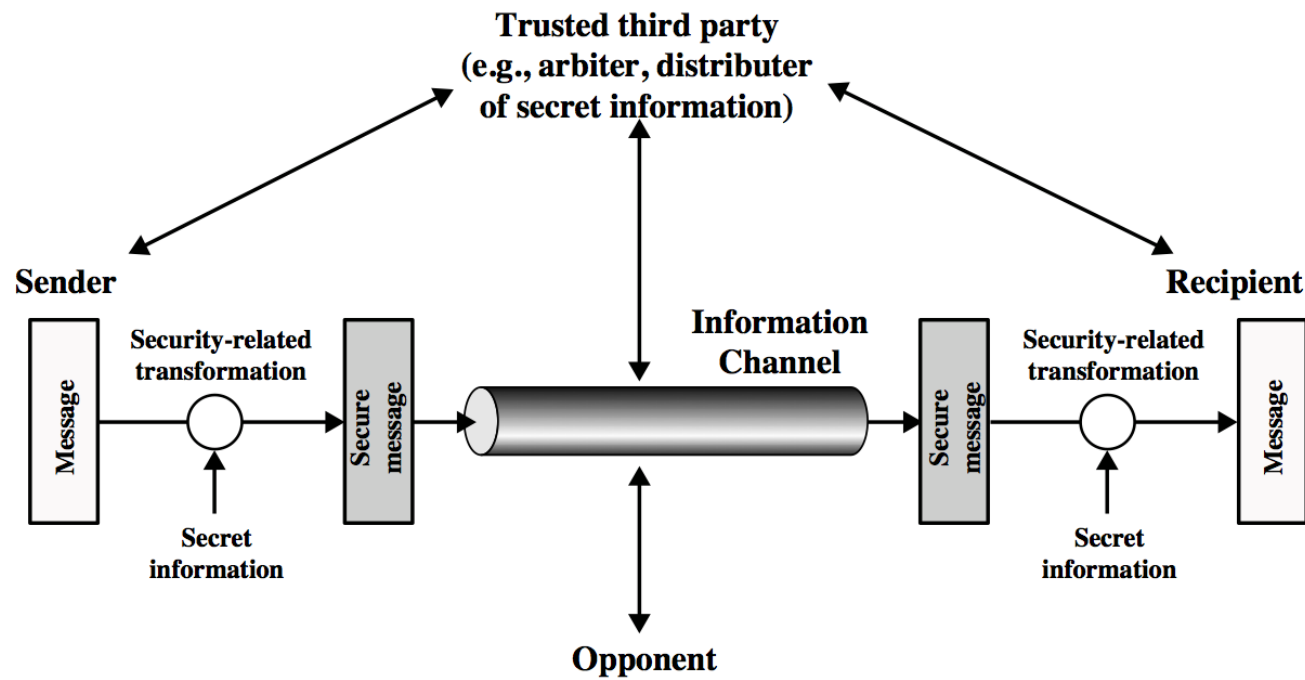 Trusted third party
(e.g., arbiter, distributer
of secret information)
Sender
Recipient
Information
Channel
Security-related
transformation
Security-related
transformation
Message
Secure
message
Secure
message
Message
Secret
information
Secret
information
Opponent